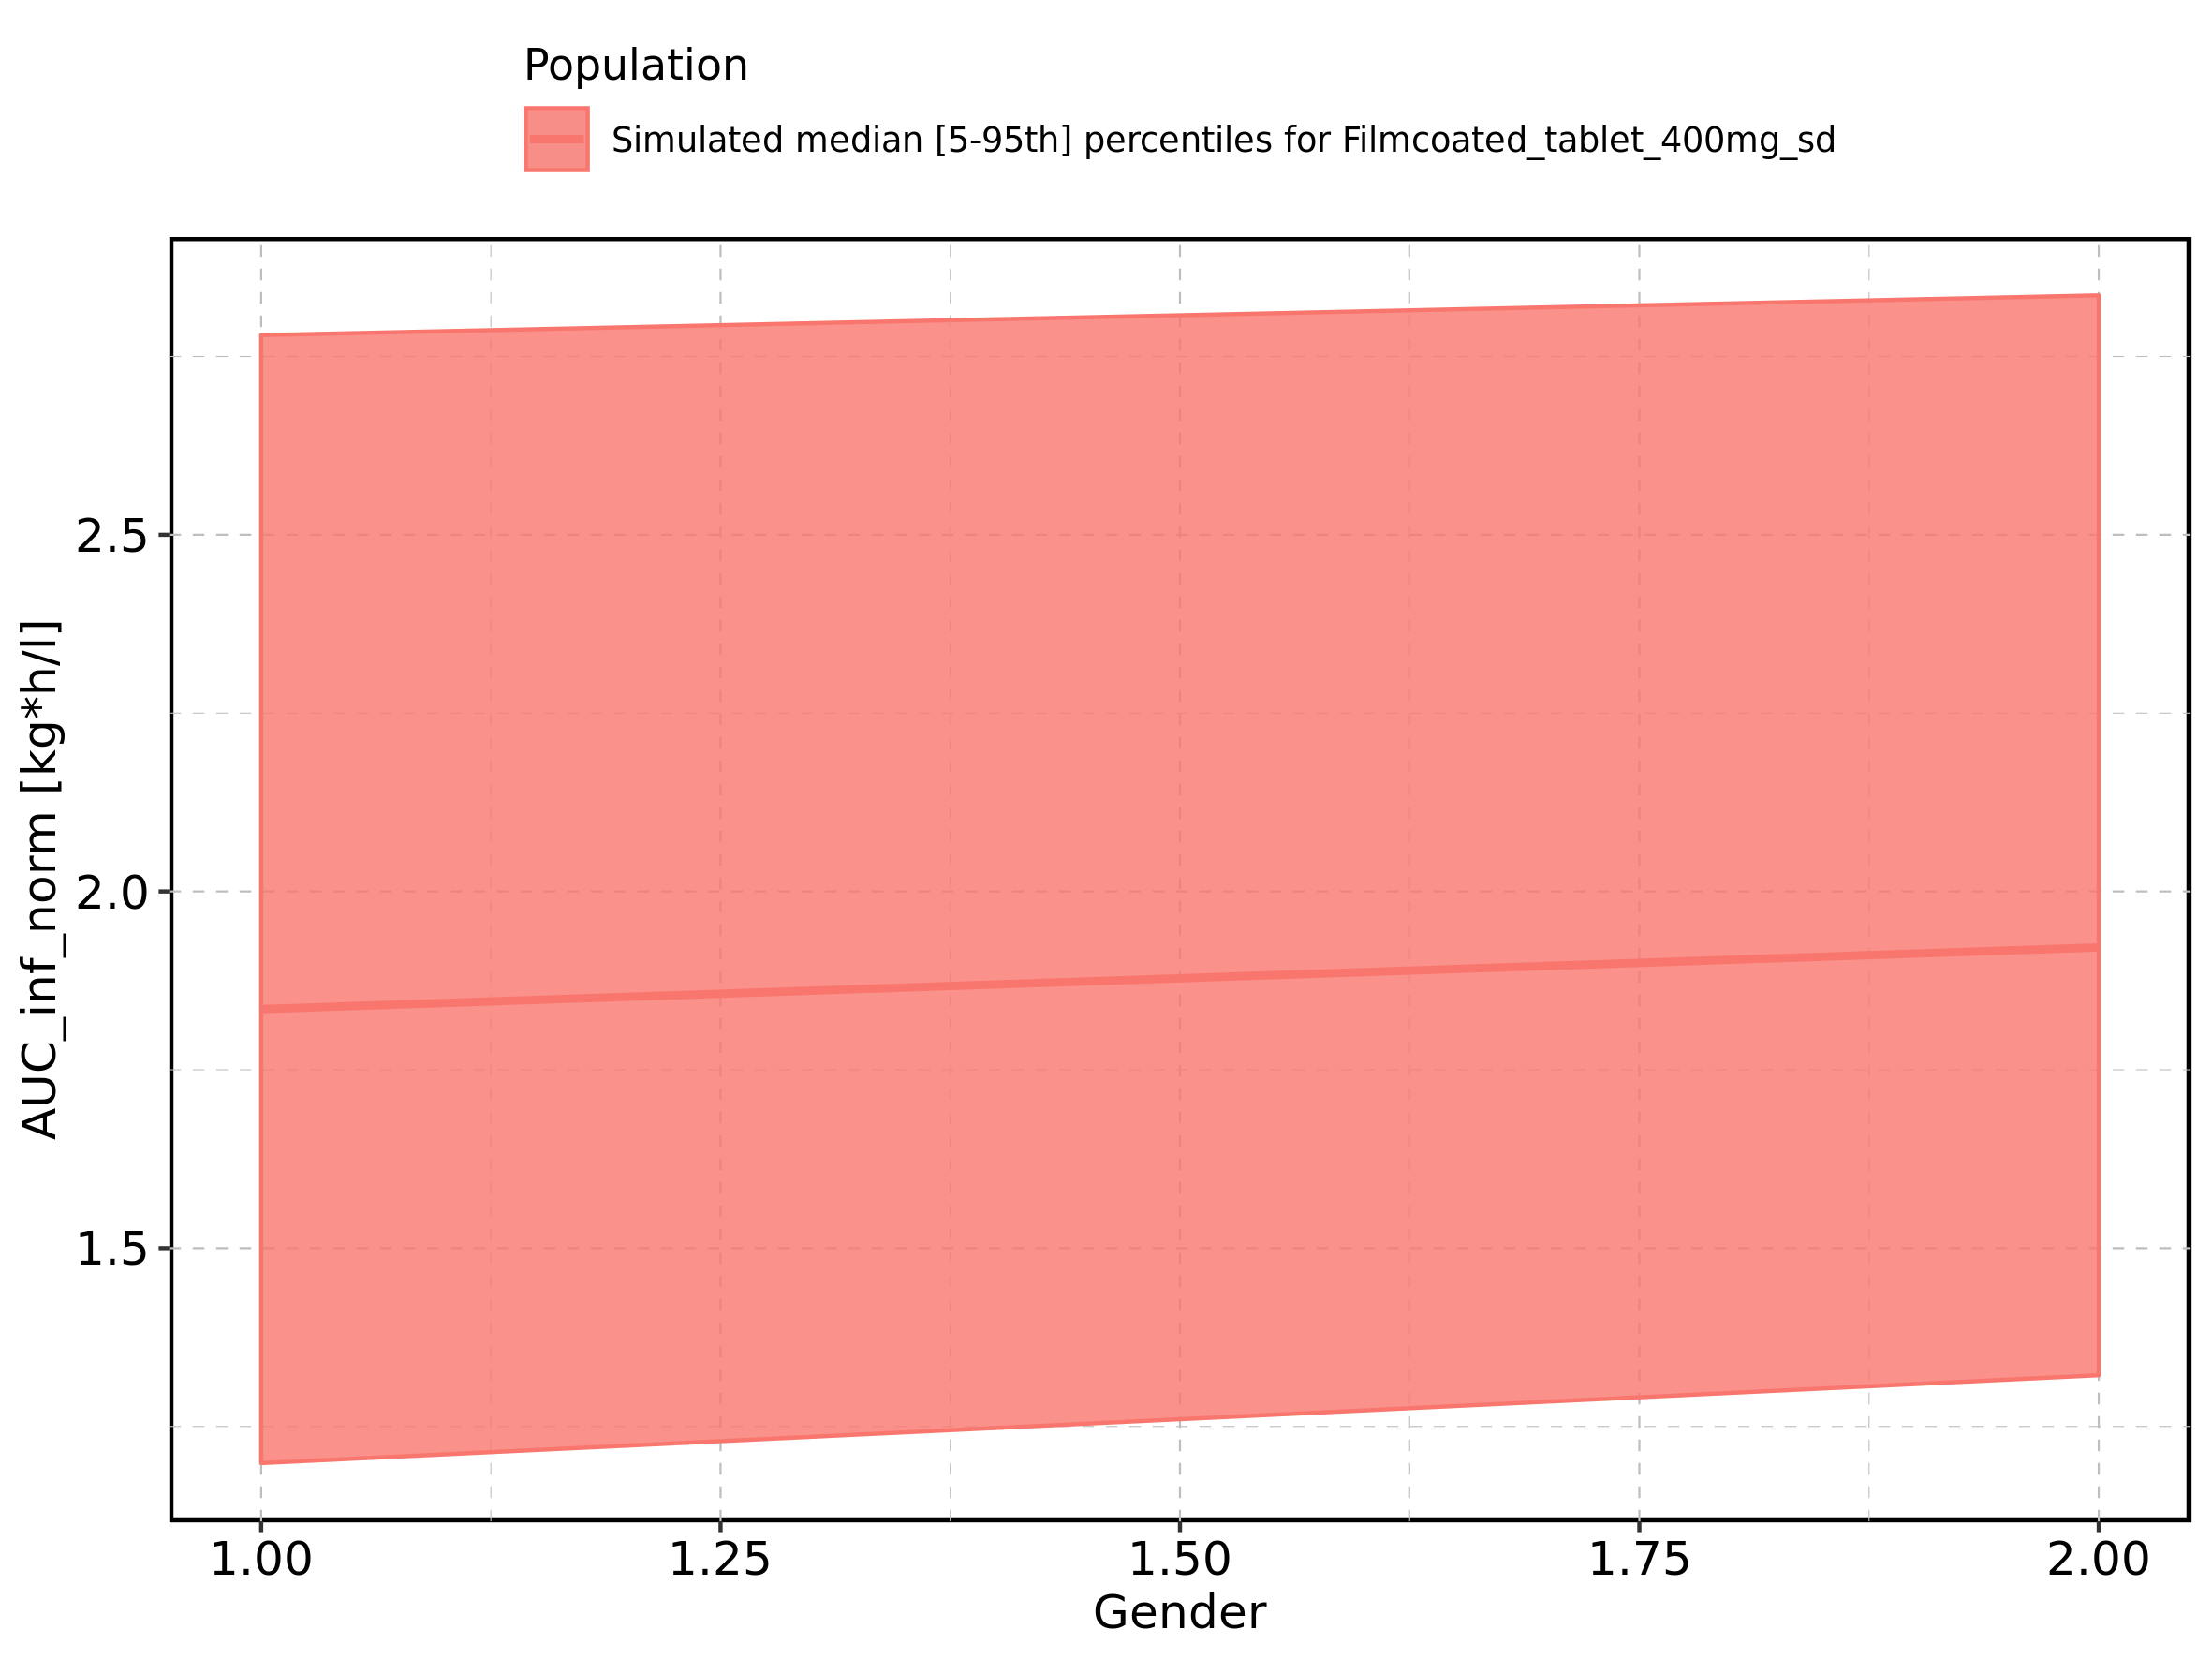 Population
Simulated median [5-95th] percentiles for Filmcoated_tablet_400mg_sd
AUC_inf_norm [kg*h/l]
2.5
2.0
1.5
1.00 1.25 1.50 1.75 2.00
Gender